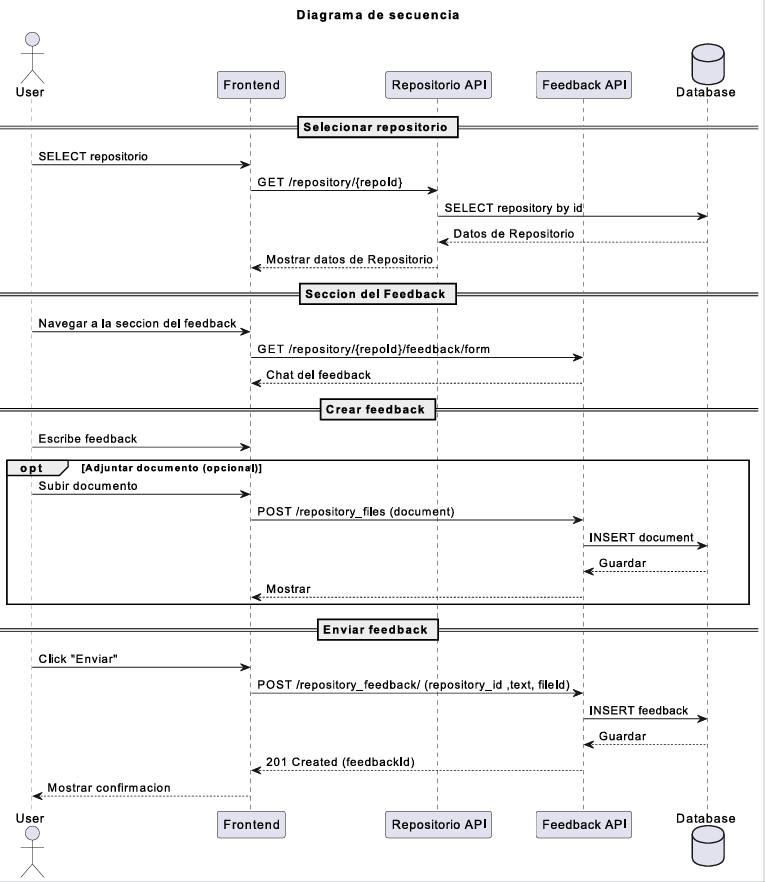 Diagrama de secuencia
User
Frontend
Repositorio API
Feedback API
Database
Selecionar repositorio
SELECT repositorio
GET /repository/{repoId}
SELECT repository by id
Datos de Repositorio
Mostrar datos de Repositorio
Seccion del Feedback
Navegar a la seccion del feedback
GET /repository/{repoId}/feedback/form
Chat del feedback
Crear feedback
Escribe feedback
opt
[Adjuntar documento (opcional)]
Subir documento
POST /repository_files (document)
INSERT document
Guardar
Mostrar
Enviar feedback
Click "Enviar"
POST /repository_feedback/ (repository_id ,text, fileId)
INSERT feedback
Guardar
201 Created (feedbackId)
Mostrar confirmacion
User
Frontend
Repositorio API
Feedback API
Database